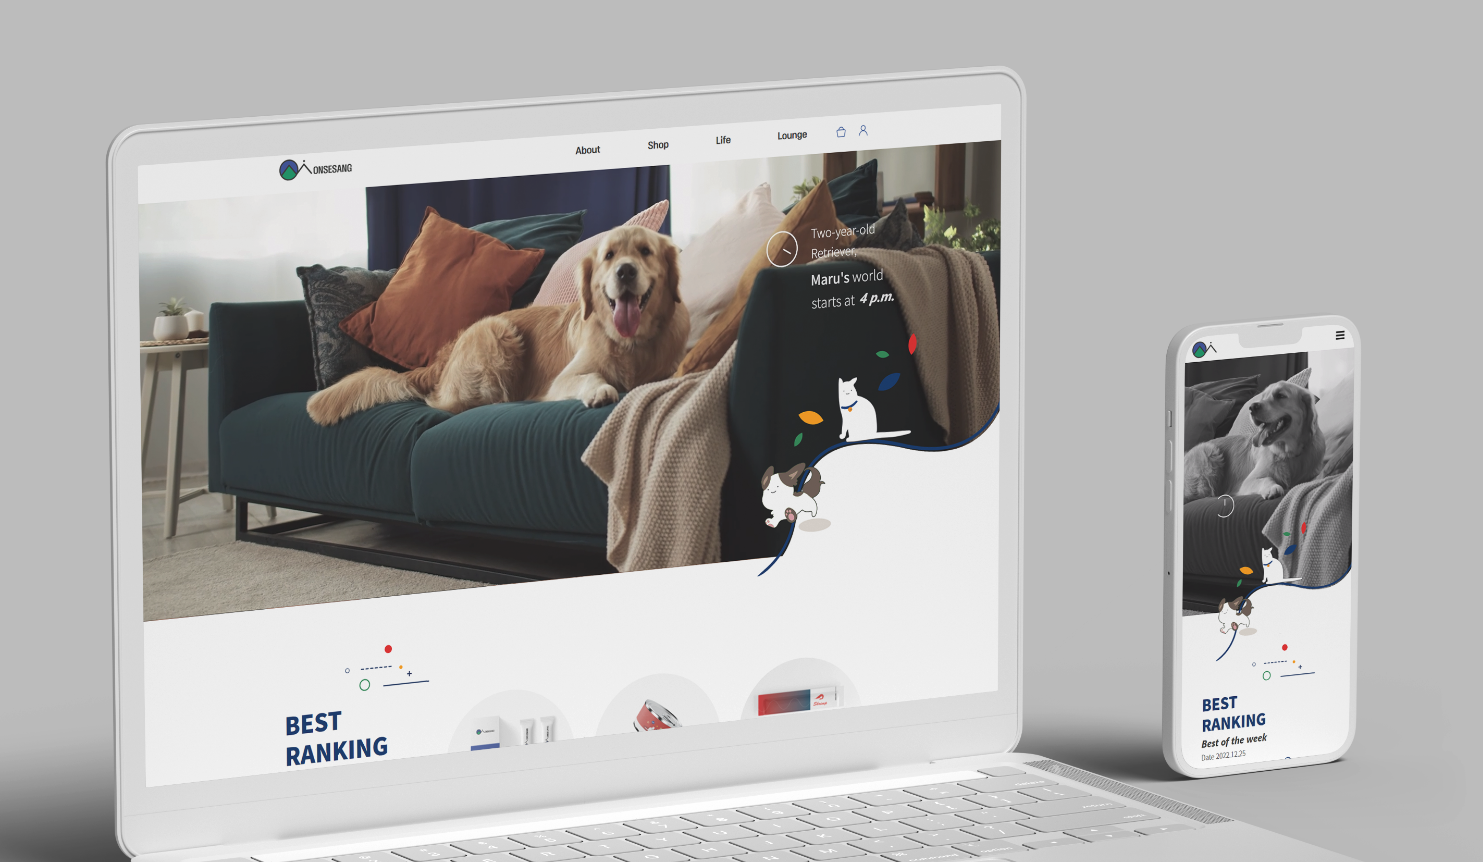 ONSESANG
About
Shop
Life
Lounge
Two-year-old
Retriever,
Maru's world
starts at 4 p.m.
BEST
RANKING
BEST
RANKING
Best of the week
Date 2022.12.25